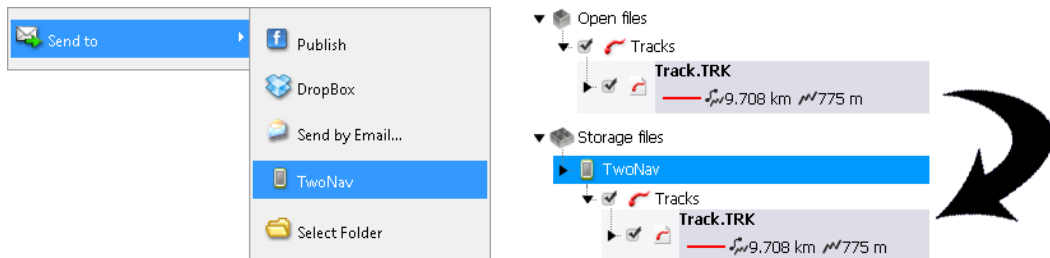 Send to
Publish
DropBox
Send by Email...
TwoNav
Select Folder
Open files
Tracks
Track.TRK
9.708 km 775 m
Storage files
TwoNav
Tracks
Track.TRK
9.708 km 775 m